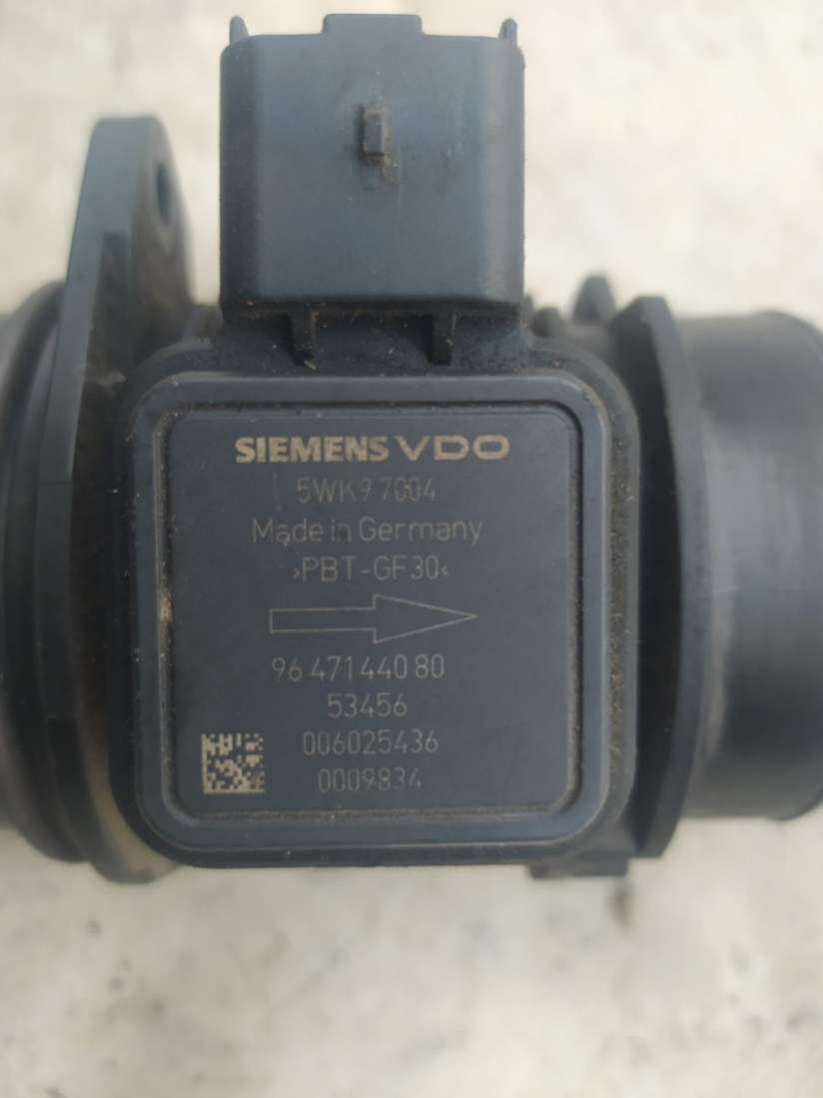 SIEMENS VDO
5WK9 7004
Made in Germany
>PBT-GF30<
96 471440 80
53456
006025436
0009834